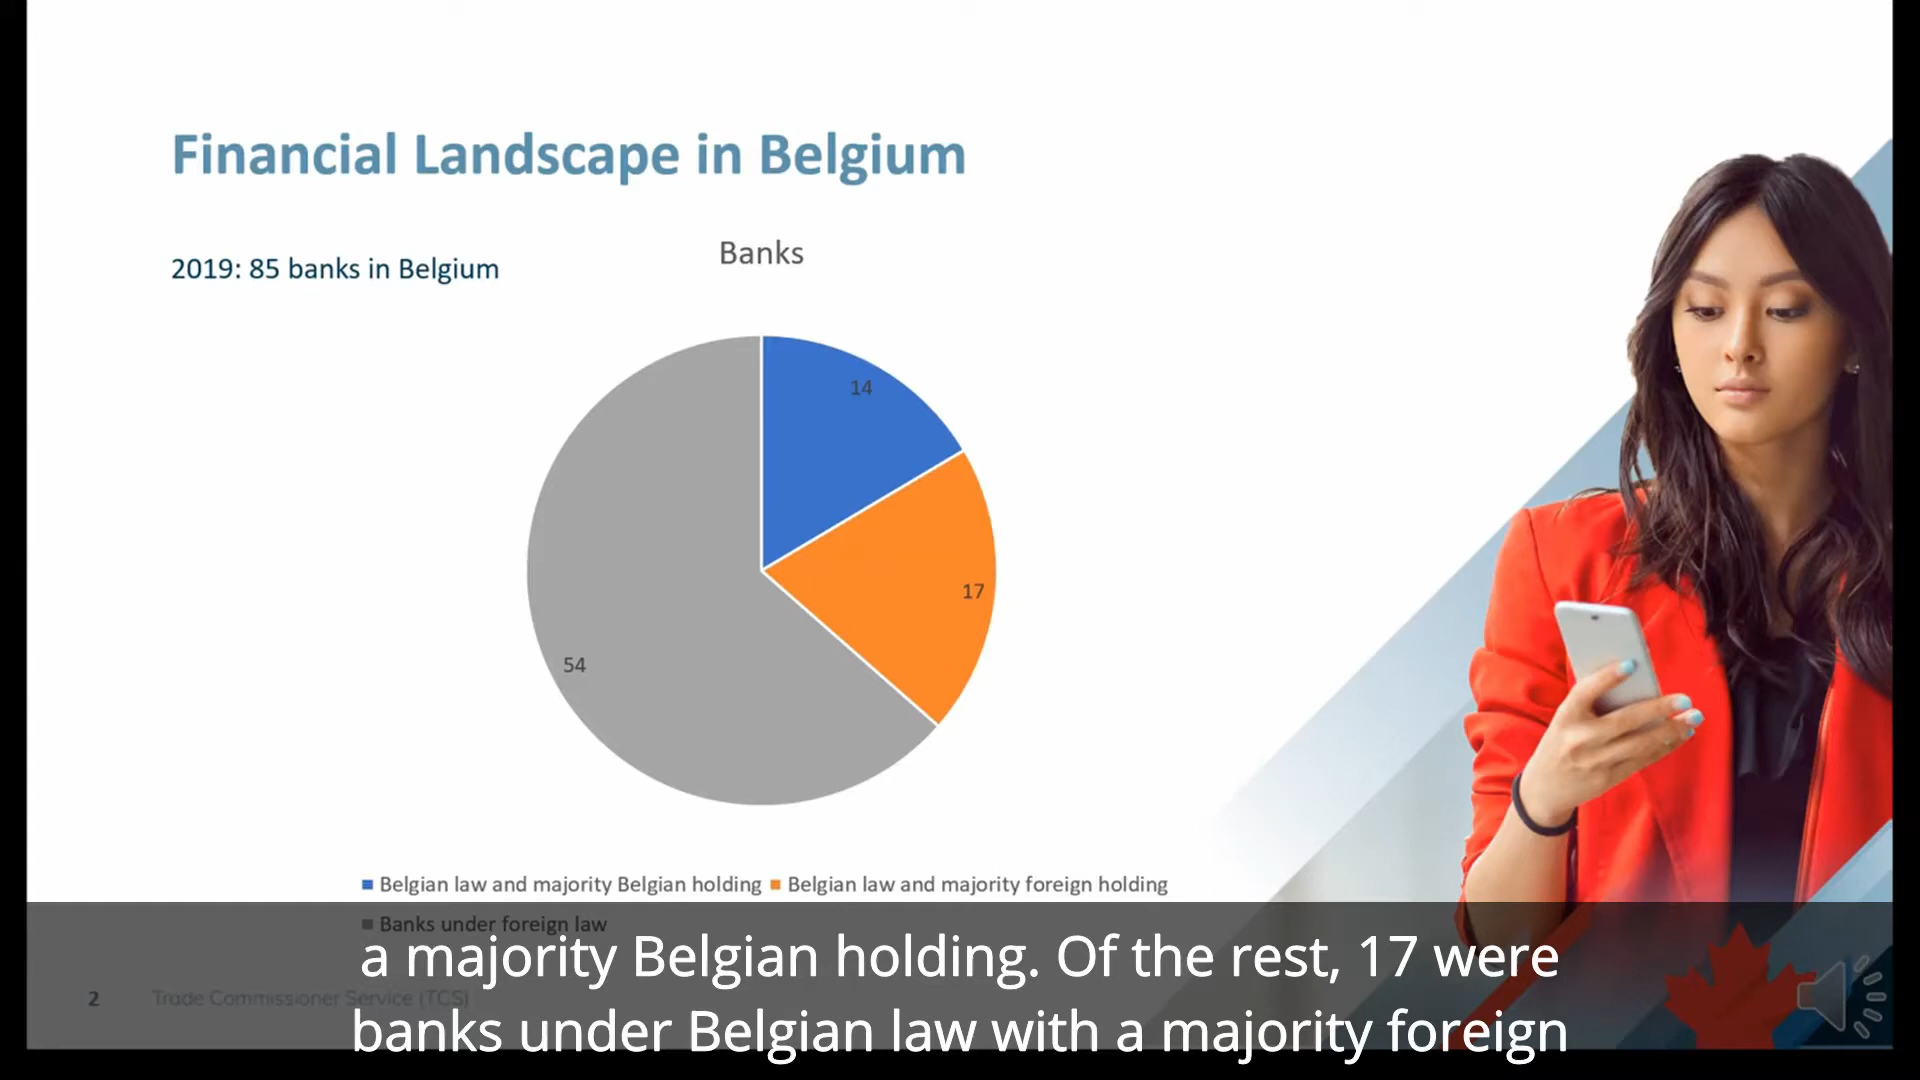 Financial Landscape in Belgium
2019: 85 banks in Belgium
Banks
14
17
54
Belgian law and majority Belgian holding
Belgian law and majority foreign holding
Banks under foreign law
a majority Belgian holding. Of the rest, 17 were
banks under Belgian law with a majority foreign
2
Trade Commissioner Service (TCS)